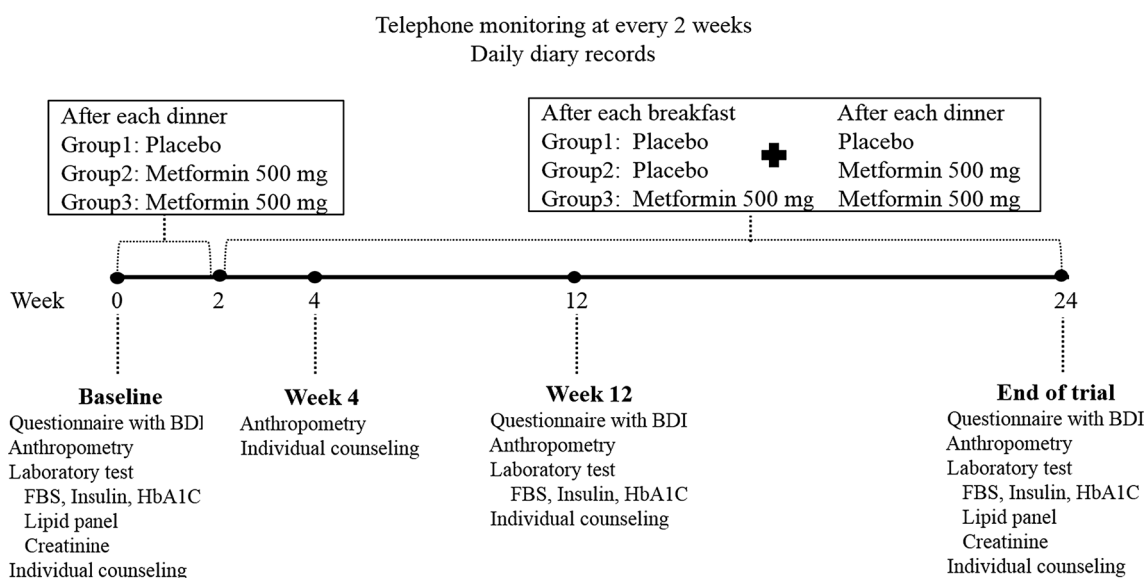 Telephone monitoring at every 2 weeks
Daily diary records
After each dinner
Group1: Placebo
Group2: Metformin 500 mg
Group3: Metformin 500 mg
After each breakfast After each dinner
Group1: Placebo Placebo
Group2: Placebo Metformin 500 mg
Group3: Metformin 500 mg Metformin 500 mg
Week 0 2 4 12 24
Baseline
Questionnaire with BDI
Anthropometry
Laboratory test
FBS, Insulin, HbA1C
Lipid panel
Creatinine
Individual counseling
Week 4
Anthropometry
Individual counseling
Week 12
Questionnaire with BDI
Anthropometry
Laboratory test
FBS, Insulin, HbA1C
Individual counseling
End of trial
Questionnaire with BDI
Anthropometry
Laboratory test
FBS, Insulin, HbA1C
Lipid panel
Creatinine
Individual counseling